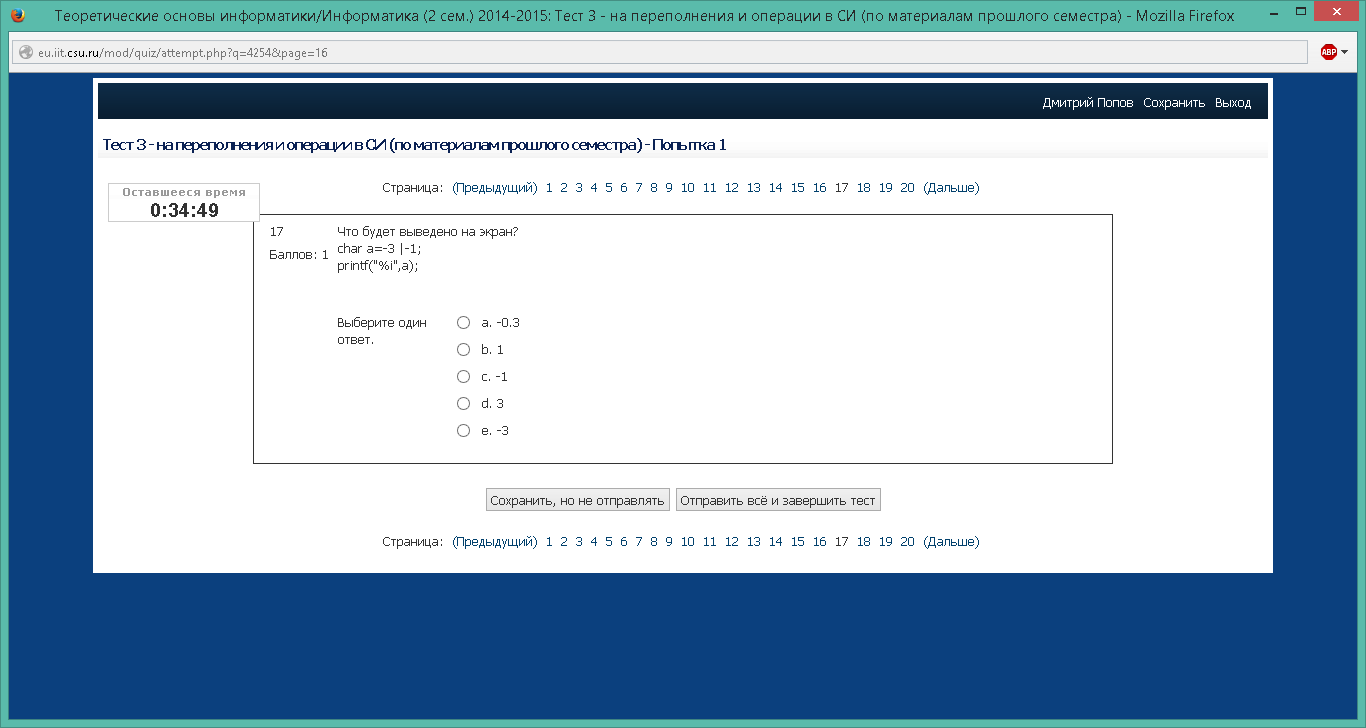 Теоретические основы информатики/Информатика (2 сем.) 2014-2015: Тест 3 - на переполнения и операции в СИ (по материалам прошлого семестра) - Mozilla Firefox
eu.iit.csu.ru/mod/quiz/attempt.php?q=4254&page=16
ABP
Дмитрий Попов Сохранить Выход
Тест 3 - на переполнения и операции в СИ (по материалам прошлого семестра) - Попытка 1
Оставшееся время
0:34:49
Страница: (Предыдущий) 1 2 3 4 5 6 7 8 9 10 11 12 13 14 15 16 17 18 19 20 (Дальше)
17
Баллов: 1
Что будет выведено на экран?
char a=-3 |-1;
printf("%i",a);
Выберите один
ответ.
a. -0.3
b. 1
c. -1
d. 3
e. -3
Сохранить, но не отправлять Отправить всё и завершить тест
Страница: (Предыдущий) 1 2 3 4 5 6 7 8 9 10 11 12 13 14 15 16 17 18 19 20 (Дальше)